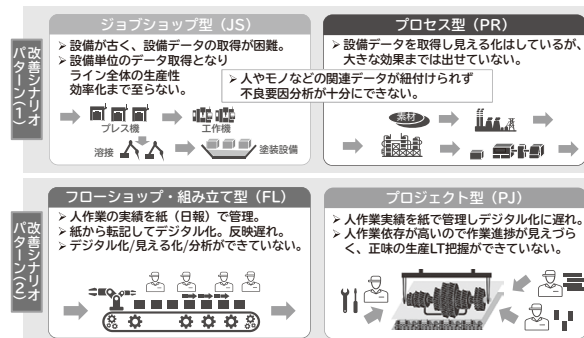 改善シナリオ
パターン(1)
ジョブショップ型（JS）
➢ 設備が古く、設備データの取得が困難。
➢ 設備単位のデータ取得となり
ライン全体の生産性
効率化まで至らない。
プロセス型（PR）
➢ 設備データを取得し見える化はしているが、
大きな効果までは出せていない。
➢ 人やモノなどの関連データが紐付けられず
不良要因分析が十分にできない。
プレス機
工作機
溶接
塗装設備
素材
改善シナリオ
パターン(2)
フローショップ・組み立て型（FL）
➢ 人作業の実績を紙（日報）で管理。
➢ 紙から転記してデジタル化。反映遅れ。
➢ デジタル化/見える化/分析ができていない。
プロジェクト型（PJ）
➢ 人作業実績を紙で管理しデジタル化に遅れ。
➢ 人作業依存が高いので作業進捗が見えづら
く、正味の生産LT把握ができていない。